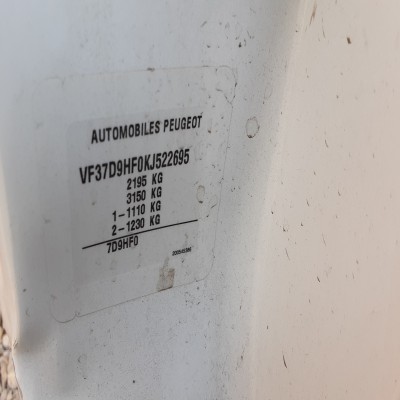 AUTOMOBILES PEUGEOT
VF37D9HF0KJ522695
2195 KG
3150 KG
1-1110 KG
2-1230 KG
7D9HF0